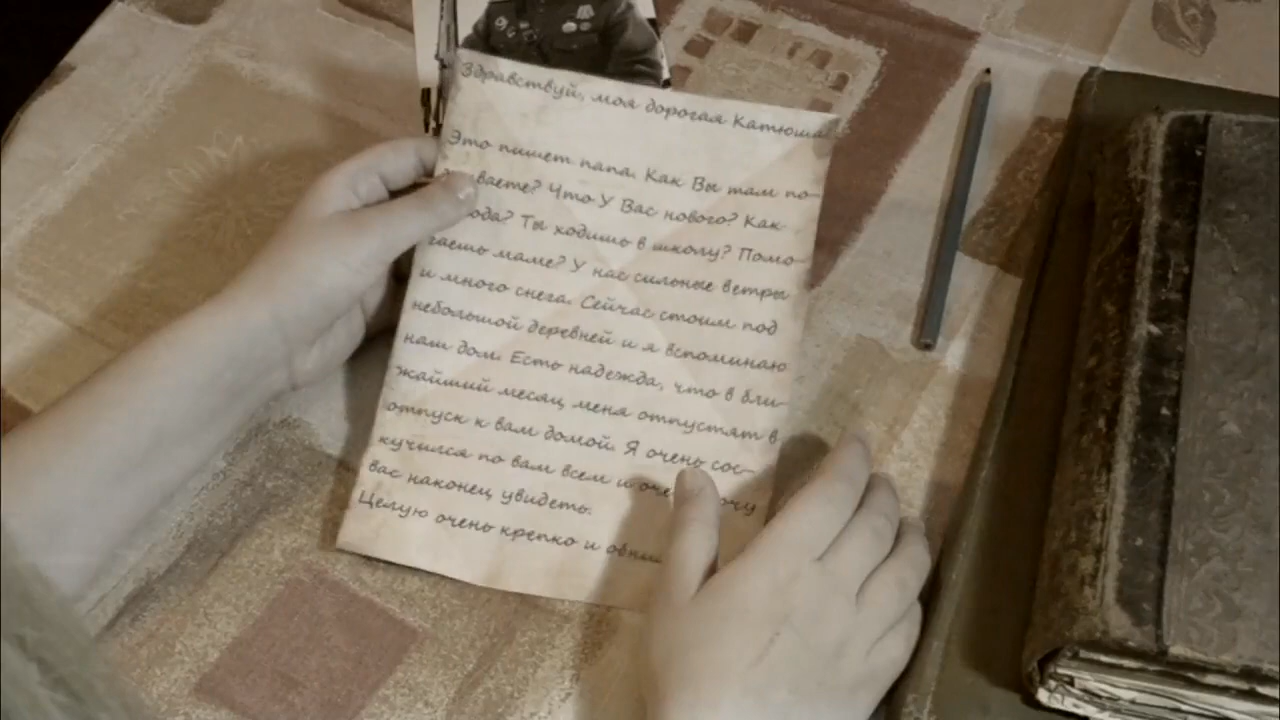 Здравствуй, моя дорогая Катюша
Это пишет папа. Как Вы там по-
ваете? Что У Вас нового? Как
ода? Ты ходишь в школу? Помо-
гаешь маме? У нас сильные ветры
и много снега. Сейчас стоим под
небольшой деревней и я вспоминаю
наш дом. Есть надежда, что в бли-
жайший месяц меня отпустят в
отпуск к вам домой. Я очень сос-
кучился по вам всем и
вас наконец увидеть.
Целую очень крепко и